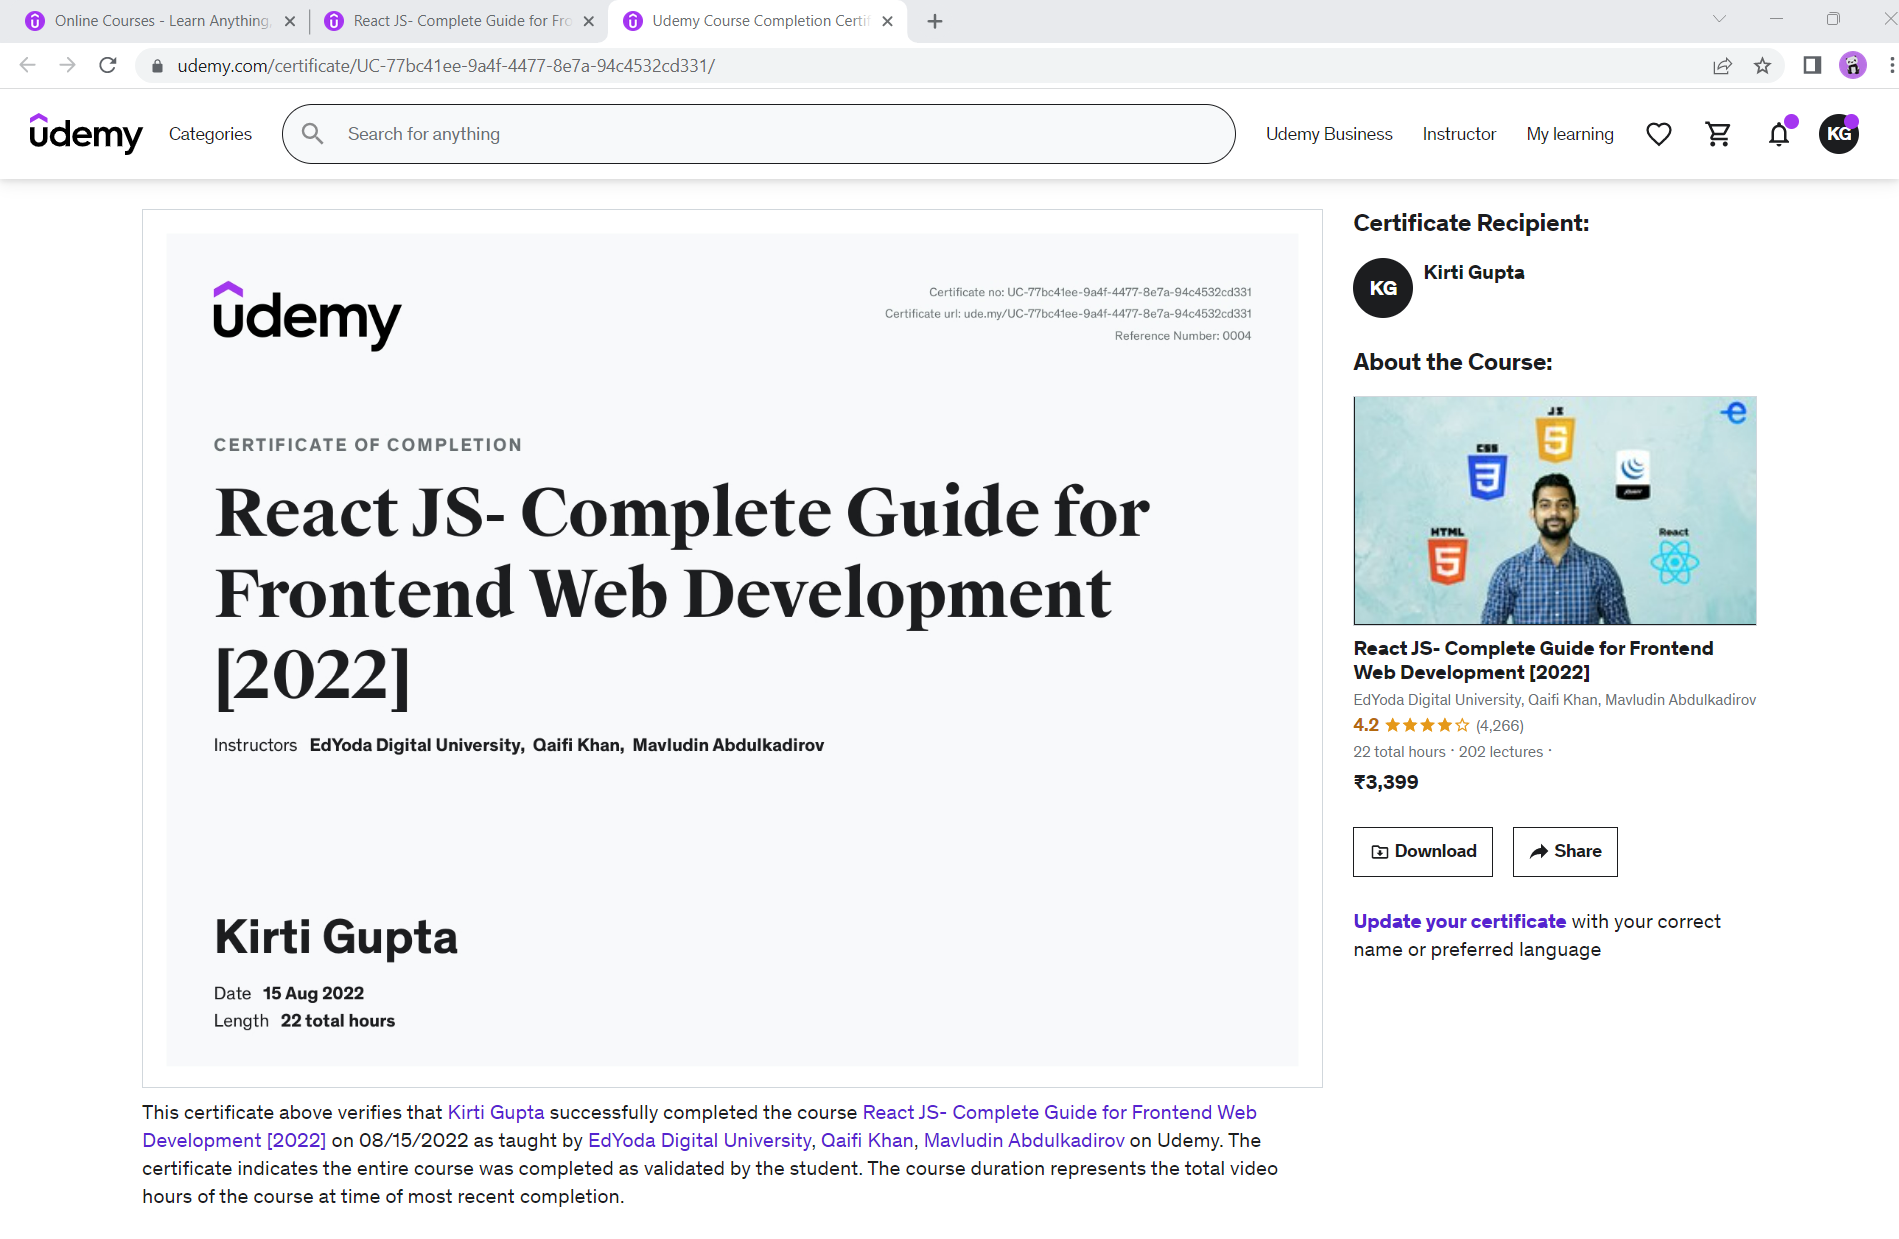 Online Courses - Learn Anything,
React JS- Complete Guide for Fro
Udemy Course Completion Certif
udemy.com/certificate/UC-77bc41ee-9a4f-4477-8e7a-94c4532cd331/
udemy
Categories
Search for anything
Udemy Business
Instructor
My learning
KG
udemy
Certificate no: UC-77bc41ee-9a4f-4477-8e7a-94c4532cd331
Certificate url: ude.my/UC-77bc41ee-9a4f-4477-8e7a-94c4532cd331
Reference Number: 0004
CERTIFICATE OF COMPLETION
React JS- Complete Guide for
Frontend Web Development
[2022]
Instructors EdYoda Digital University, Qaifi Khan, Mavludin Abdulkadirov
Kirti Gupta
Date 15 Aug 2022
Length 22 total hours
This certificate above verifies that Kirti Gupta successfully completed the course React JS- Complete Guide for Frontend Web
Development [2022] on 08/15/2022 as taught by EdYoda Digital University, Qaifi Khan, Mavludin Abdulkadirov on Udemy. The
certificate indicates the entire course was completed as validated by the student. The course duration represents the total video
hours of the course at time of most recent completion.
Certificate Recipient:
KG
Kirti Gupta
About the Course:
JS
5
e
CSS
3
HTML
5
React
React JS- Complete Guide for Frontend
Web Development [2022]
EdYoda Digital University, Qaifi Khan, Mavludin Abdulkadirov
4.2 ★★★★☆ (4,266)
22 total hours · 202 lectures ·
₹3,399
Download
Share
Update your certificate with your correct
name or preferred language